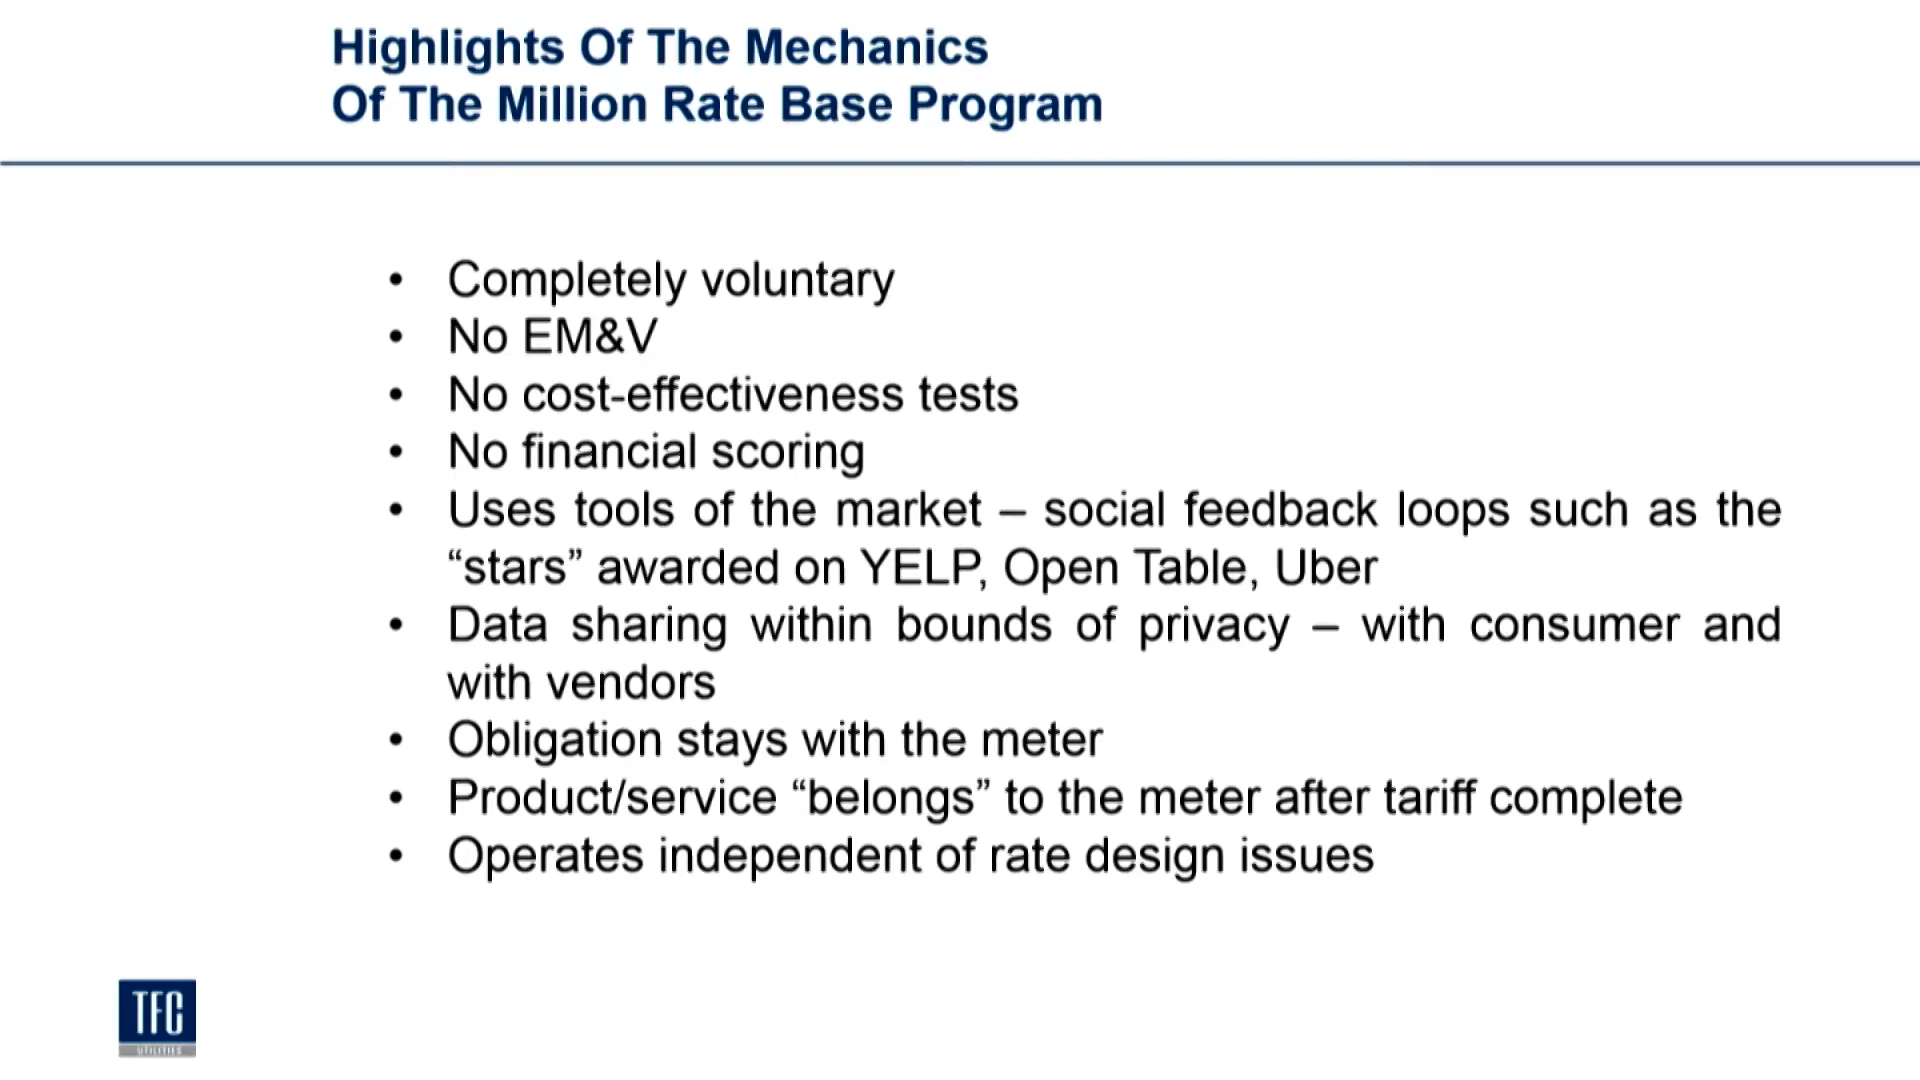 Highlights Of The Mechanics
Of The Million Rate Base Program
• Completely voluntary
• No EM&V
• No cost-effectiveness tests
• No financial scoring
• Uses tools of the market – social feedback loops such as the
“stars” awarded on YELP, Open Table, Uber
• Data sharing within bounds of privacy – with consumer and
with vendors
• Obligation stays with the meter
• Product/service “belongs” to the meter after tariff complete
• Operates independent of rate design issues
TFC
UTILITIES